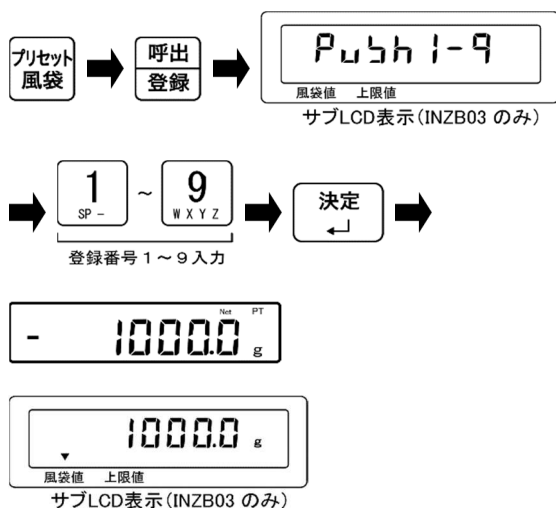 プリセット
風袋
呼出
登録
Push 1-9
風袋値 上限値
サブLCD表示(INZB03 のみ)
1
SP -
~
9
W X Y Z
決定
登録番号1~9入力
Net PT
- 1000.0 g
1000.0 g
風袋値 上限値
サブLCD表示(INZB03 のみ)